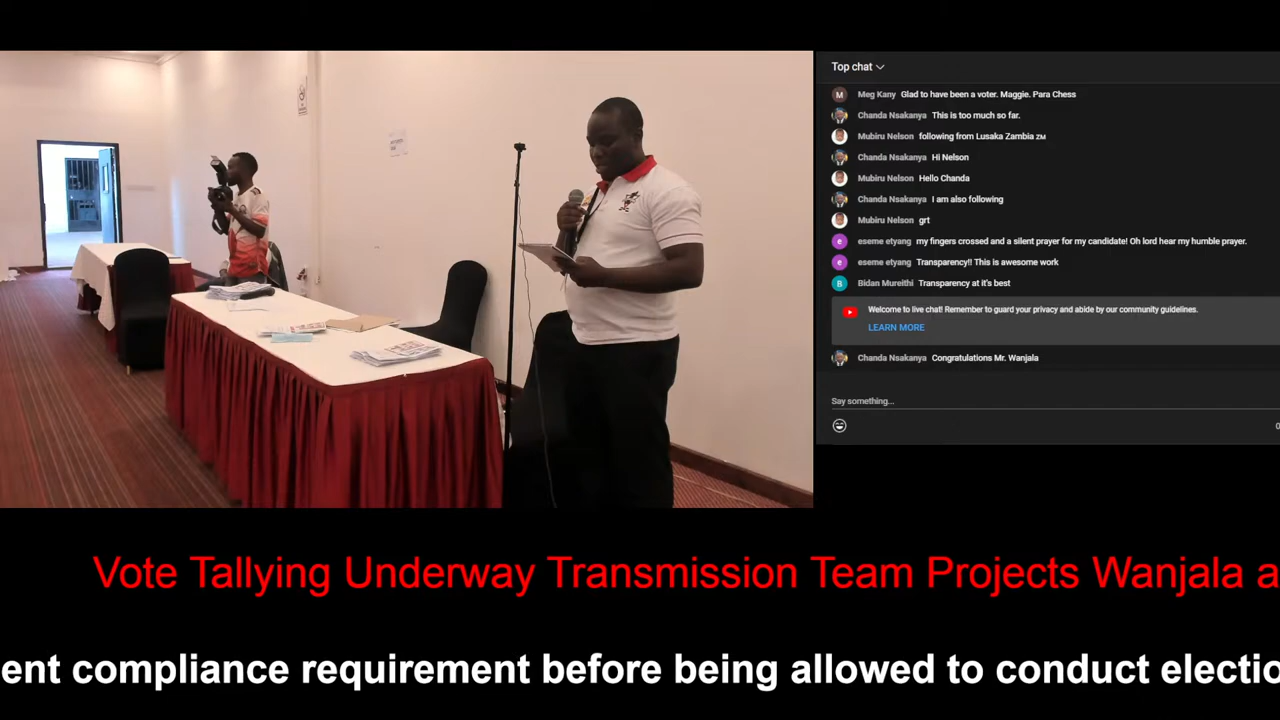 Top chat
M Meg Kany Glad to have been a voter. Maggie. Para Chess
Chanda Nsakanya This is too much so far.
Mubiru Nelson following from Lusaka Zambia ZM
Chanda Nsakanya Hi Nelson
Mubiru Nelson Hello Chanda
Chanda Nsakanya I am also following
Mubiru Nelson grt
e eseme etyang my fingers crossed and a silent prayer for my candidate! Oh lord hear my humble prayer.
e eseme etyang Transparency!! This is awesome work
B Bidan Mureithi Transparency at it's best
Welcome to live chat! Remember to guard your privacy and abide by our community guidelines.
LEARN MORE
Chanda Nsakanya Congratulations Mr. Wanjala
Say something...
0
Vote Tallying Underway Transmission Team Projects Wanjala a
ent compliance requirement before being allowed to conduct electio